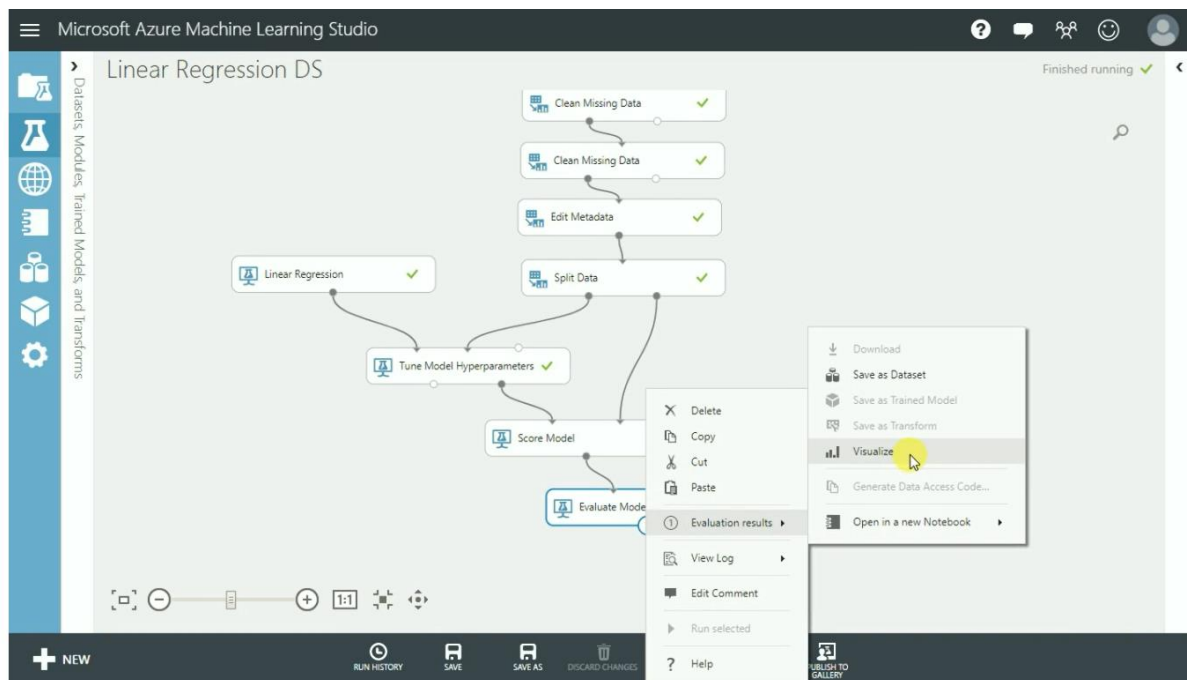 Microsoft Azure Machine Learning Studio
?
Linear Regression DS
Finished running
Datasets, Modules, Trained Models, and Transforms
Clean Missing Data
Clean Missing Data
Edit Metadata
Linear Regression
Split Data
Tune Model Hyperparameters
Score Model
Evaluate Mode
Delete
Copy
Cut
Paste
1 Evaluation results
View Log
Edit Comment
Run selected
? Help
Download
Save as Dataset
Save as Trained Model
Save as Transform
Visualize
Generate Data Access Code...
Open in a new Notebook
1:1
NEW
RUN HISTORY
SAVE
SAVE AS
DISCARD CHANGES
UBLISH TO
GALLERY